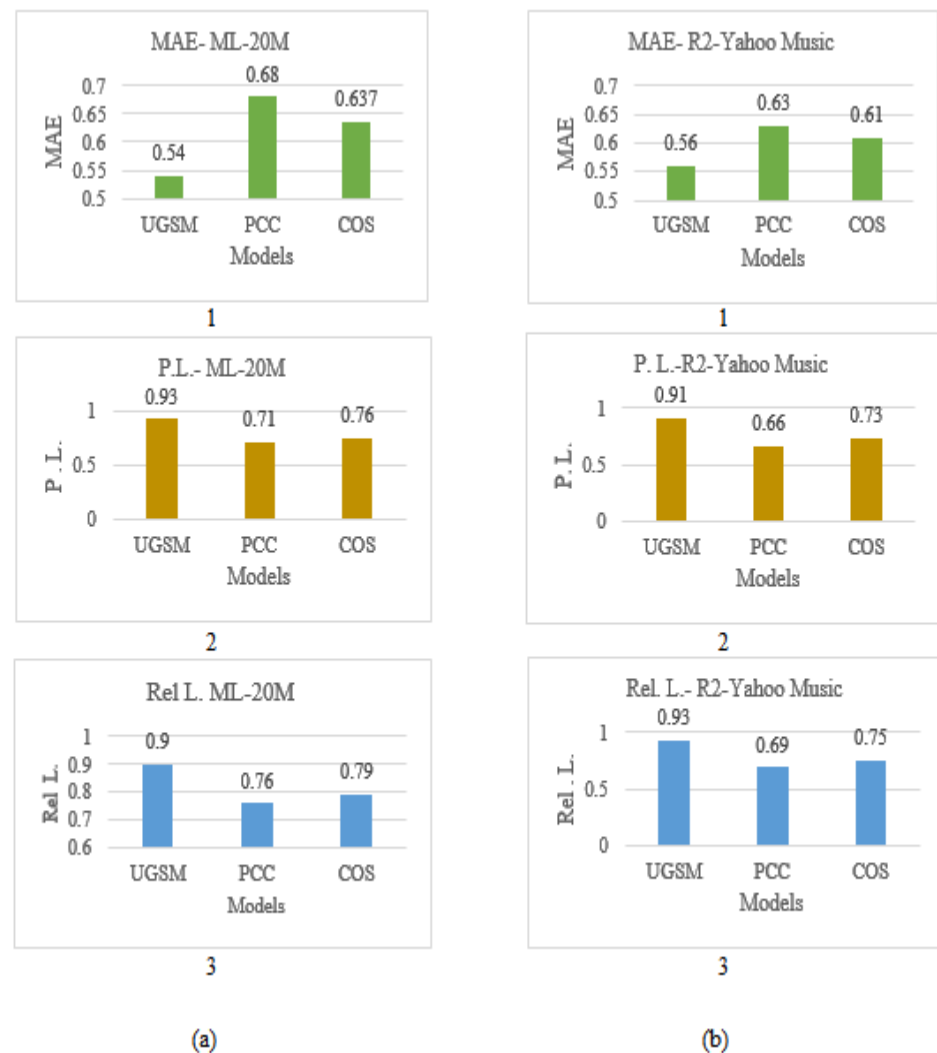 MAE- ML-20M
0.7
0.65
0.6
0.55
0.5
MAE
0.54
0.68
0.637
UGSM PCC COS
Models
1
MAE- R2-Yahoo Music
0.7
0.65
0.6
0.55
0.5
MAE
0.56
0.63
0.61
UGSM PCC COS
Models
1
P.L.- ML-20M
1
0.5
0
P . L.
0.93
0.71
0.76
UGSM PCC COS
Models
2
P. L.-R2-Yahoo Music
1
0.5
0
P. L.
0.91
0.66
0.73
UGSM PCC COS
Models
2
Rel L. ML-20M
1
0.9
0.8
0.7
0.6
Rel L.
0.9
0.76
0.79
UGSM PCC COS
Models
3
Rel. L.- R2-Yahoo Music
1
0.5
0
Rel . L.
0.93
0.69
0.75
UGSM PCC COS
Models
3
(a)
(b)